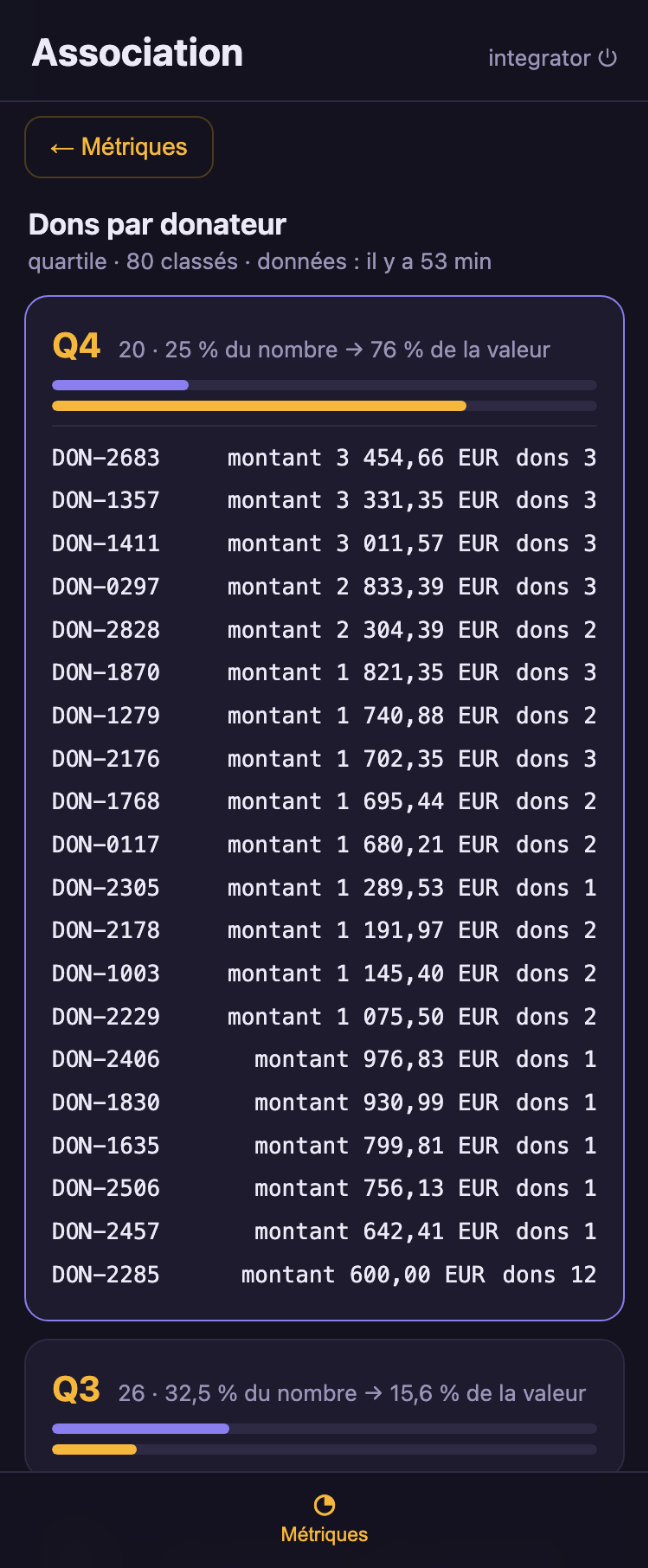 Association
integrator
← Métriques
Dons par donateur
quartile · 80 classés · données : il y a 53 min
Q4 20 · 25 % du nombre → 76 % de la valeur
DON-2683 montant 3 454,66 EUR dons 3
DON-1357 montant 3 331,35 EUR dons 3
DON-1411 montant 3 011,57 EUR dons 3
DON-0297 montant 2 833,39 EUR dons 3
DON-2828 montant 2 304,39 EUR dons 2
DON-1870 montant 1 821,35 EUR dons 3
DON-1279 montant 1 740,88 EUR dons 2
DON-2176 montant 1 702,35 EUR dons 3
DON-1768 montant 1 695,44 EUR dons 2
DON-0117 montant 1 680,21 EUR dons 2
DON-2305 montant 1 289,53 EUR dons 1
DON-2178 montant 1 191,97 EUR dons 2
DON-1003 montant 1 145,40 EUR dons 2
DON-2229 montant 1 075,50 EUR dons 2
DON-2406 montant 976,83 EUR dons 1
DON-1830 montant 930,99 EUR dons 1
DON-1635 montant 799,81 EUR dons 1
DON-2506 montant 756,13 EUR dons 1
DON-2457 montant 642,41 EUR dons 1
DON-2285 montant 600,00 EUR dons 12
Q3 26 · 32,5 % du nombre → 15,6 % de la valeur
Métriques